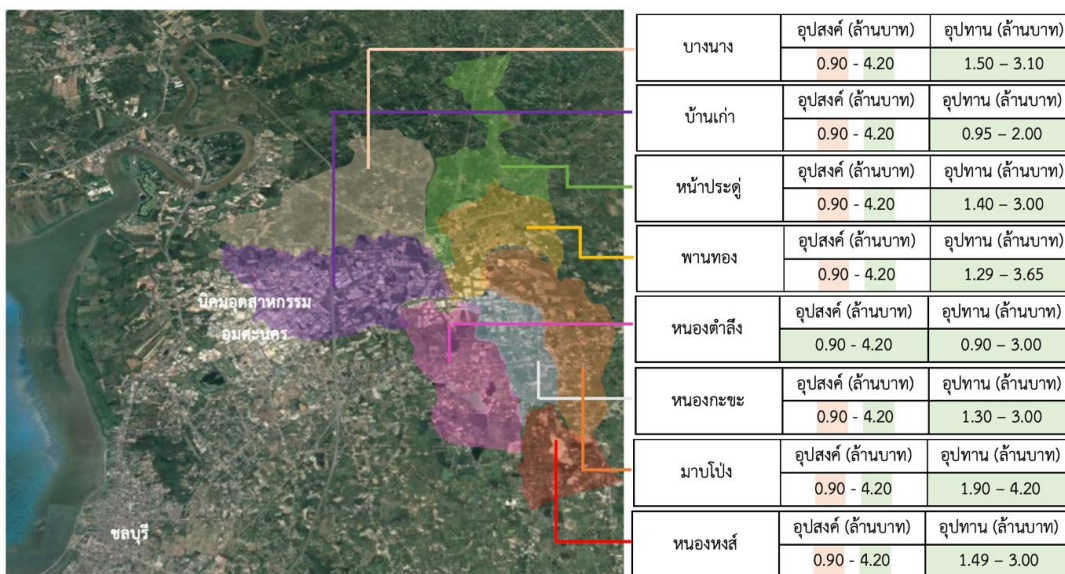 บางนาง
อุปสงค์ (ล้านบาท) อุปทาน (ล้านบาท)
0.90 - 4.20 1.50 – 3.10
บ้านเก่า
อุปสงค์ (ล้านบาท) อุปทาน (ล้านบาท)
0.90 - 4.20 0.95 – 2.00
หน้าประดู่
อุปสงค์ (ล้านบาท) อุปทาน (ล้านบาท)
0.90 - 4.20 1.40 – 3.00
พานทอง
อุปสงค์ (ล้านบาท) อุปทาน (ล้านบาท)
0.90 - 4.20 1.29 – 3.65
หนองตำลึง
อุปสงค์ (ล้านบาท) อุปทาน (ล้านบาท)
0.90 - 4.20 0.90 – 3.00
หนองกะขะ
อุปสงค์ (ล้านบาท) อุปทาน (ล้านบาท)
0.90 - 4.20 1.30 – 3.00
มาบโป่ง
อุปสงค์ (ล้านบาท) อุปทาน (ล้านบาท)
0.90 - 4.20 1.90 – 4.20
หนองหงส์
อุปสงค์ (ล้านบาท) อุปทาน (ล้านบาท)
0.90 - 4.20 1.49 – 3.00
นิคมอุตสาหกรรม
อมตะนคร
ชลบุรี